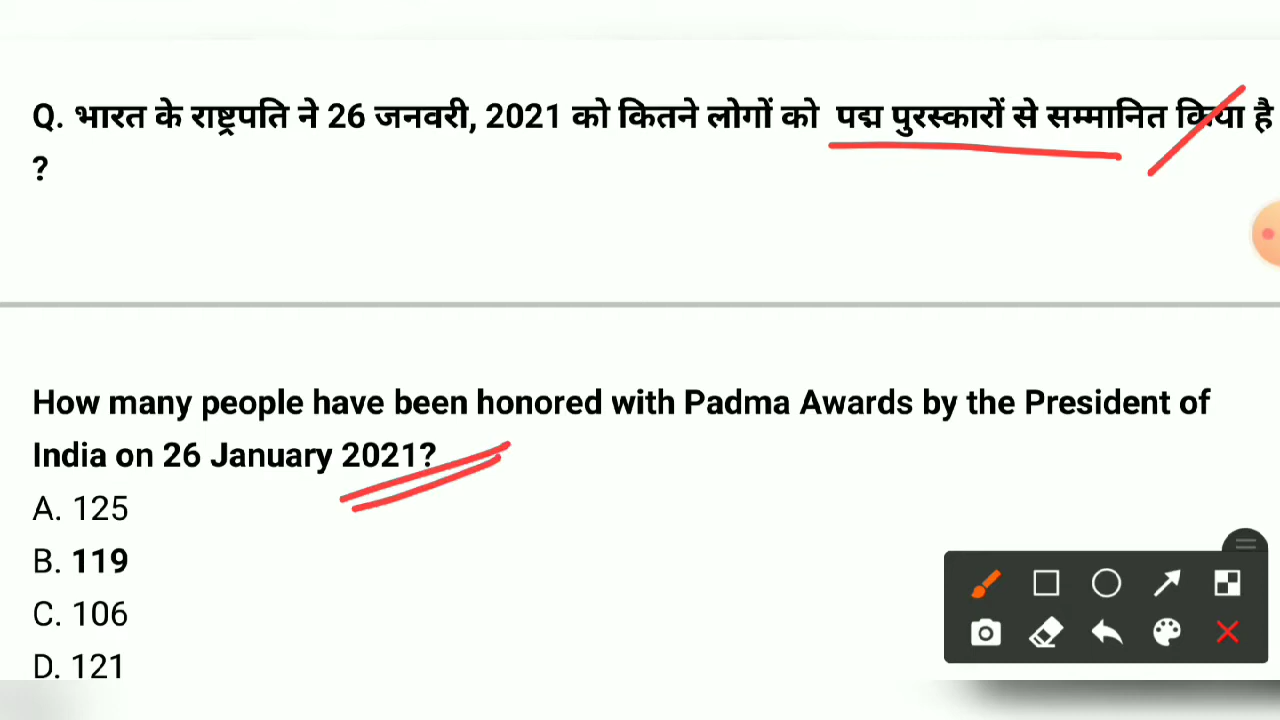 Q. भारत के राष्ट्रपति ने 26 जनवरी, 2021 को कितने लोगों को पद्म पुरस्कारों से सम्मानित किया है
?
How many people have been honored with Padma Awards by the President of
India on 26 January 2021?
A. 125
B. 119
C. 106
D. 121